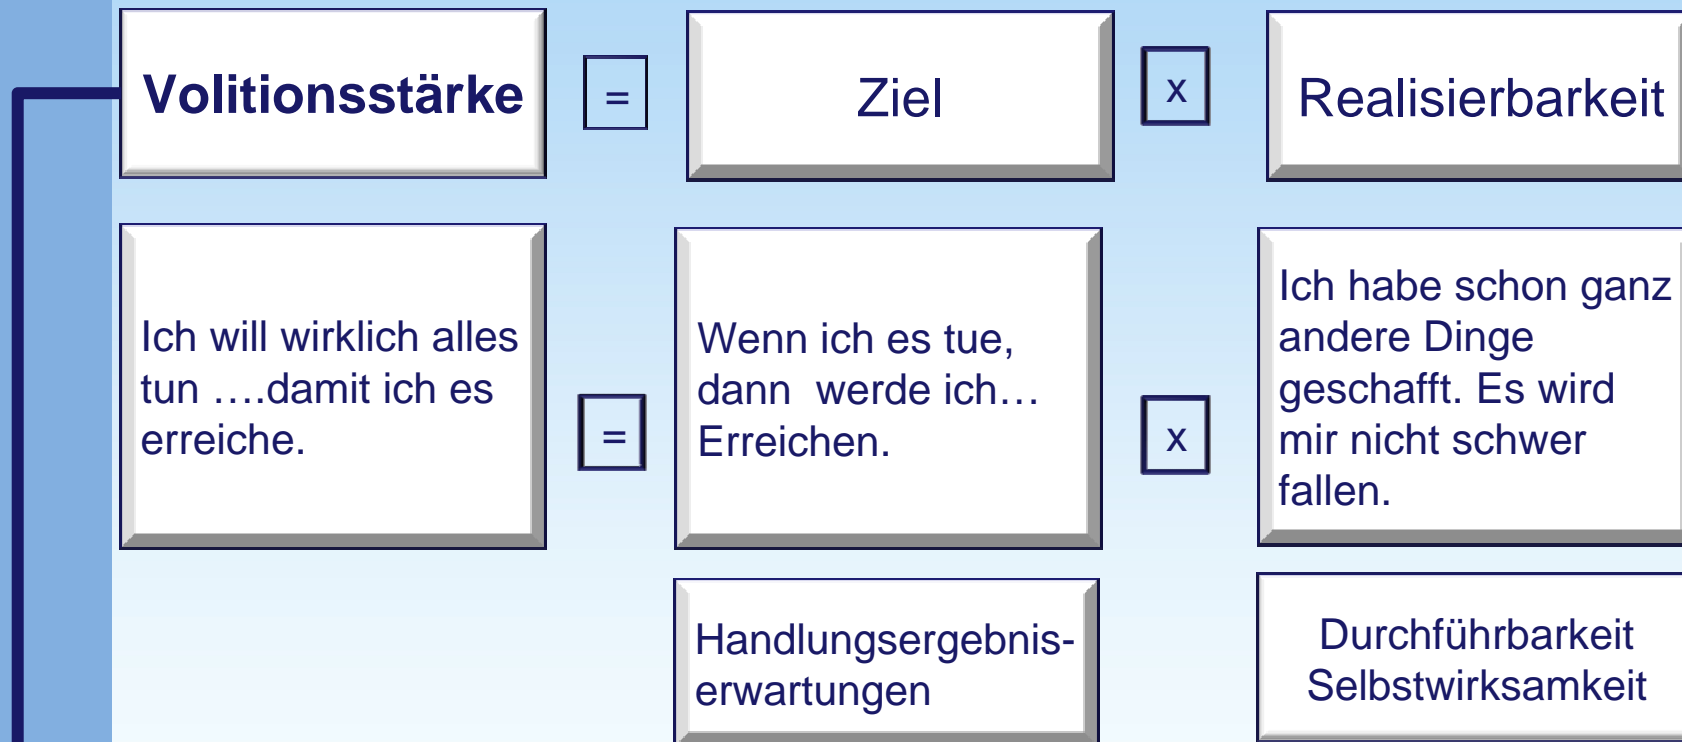 Volitionsstärke = Ziel x Realisierbarkeit
Ich will wirklich alles
tun ….damit ich es
erreiche.
=
Wenn ich es tue,
dann werde ich…
Erreichen.
x
Ich habe schon ganz
andere Dinge
geschafft. Es wird
mir nicht schwer
fallen.
Handlungsergebnis-
erwartungen
Durchführbarkeit
Selbstwirksamkeit